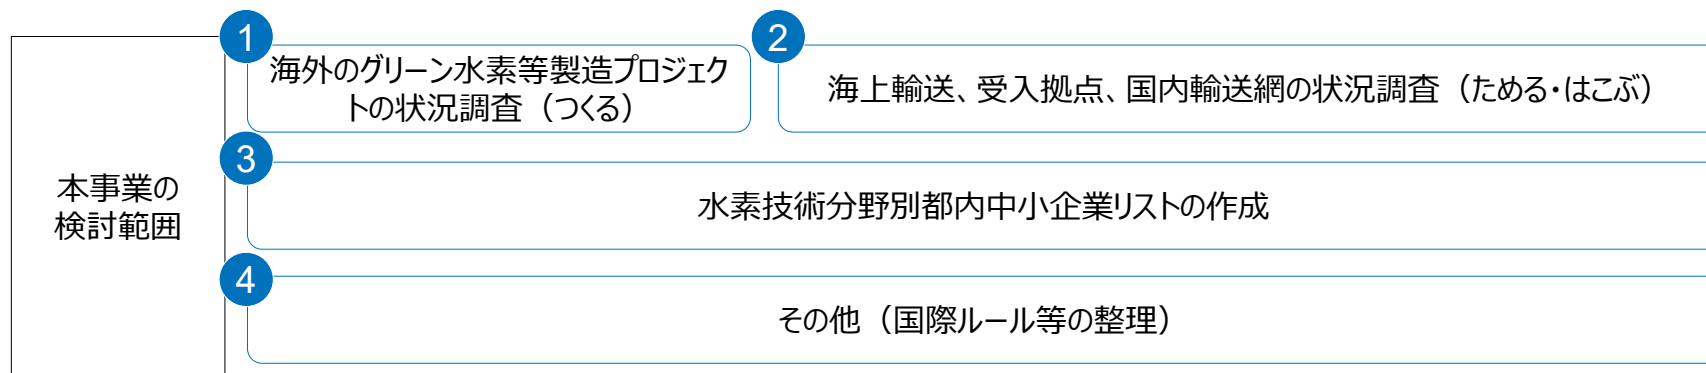 本事業の
検討範囲
1
海外のグリーン水素等製造プロジェク
トの状況調査（つくる）
2
海上輸送、受入拠点、国内輸送網の状況調査（ためる・はこぶ）
3
水素技術分野別都内中小企業リストの作成
4
その他（国際ルール等の整理）